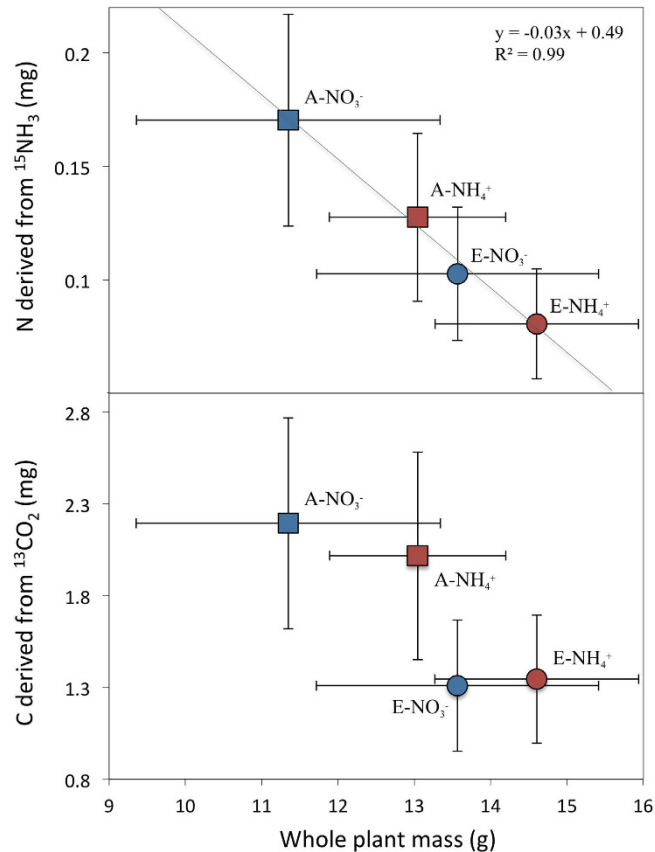 y = -0.03x + 0.49
R² = 0.99
0.2
0.15
0.1
N derived from ¹⁵NH₃ (mg)
A-NO₃⁻
A-NH₄⁺
E-NO₃⁻
E-NH₄⁺
2.8
2.3
1.8
1.3
0.8
C derived from ¹³CO₂ (mg)
A-NO₃⁻
A-NH₄⁺
E-NH₄⁺
E-NO₃⁻
9 10 11 12 13 14 15 16
Whole plant mass (g)